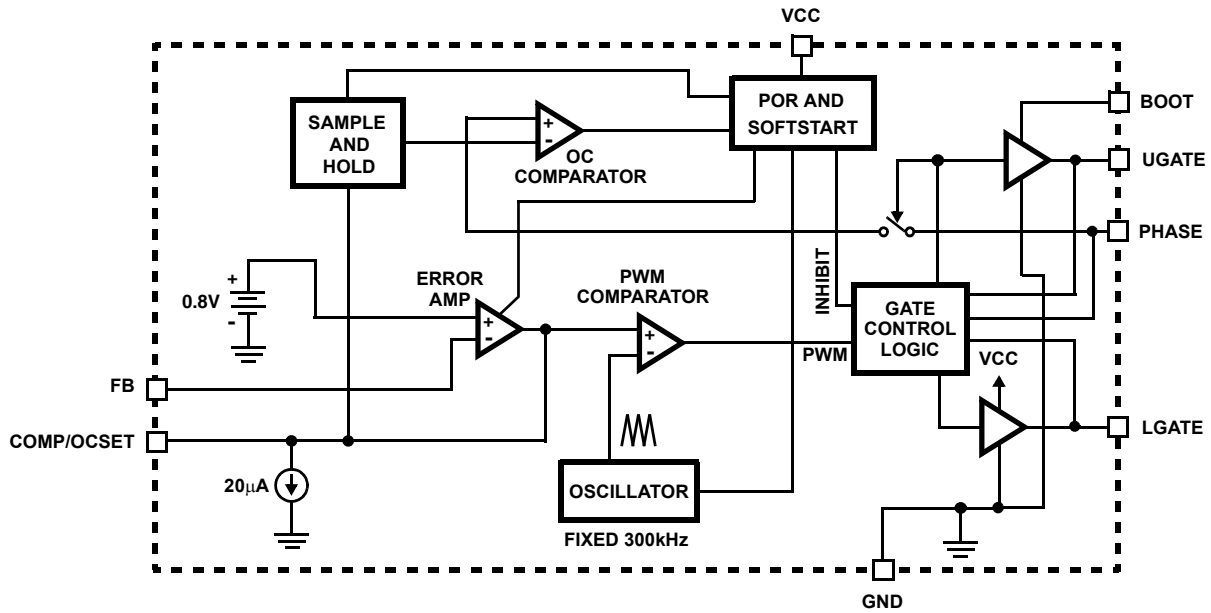 VCC
POR AND
SOFTSTART
SAMPLE
AND
HOLD
+
-
OC
COMPARATOR
BOOT
UGATE
PHASE
+
0.8V
-
ERROR
AMP
+
-
PWM
COMPARATOR
+
-
INHIBIT
PWM
GATE
CONTROL
LOGIC
VCC
FB
COMP/OCSET
LGATE
20µA
OSCILLATOR
FIXED 300kHz
GND